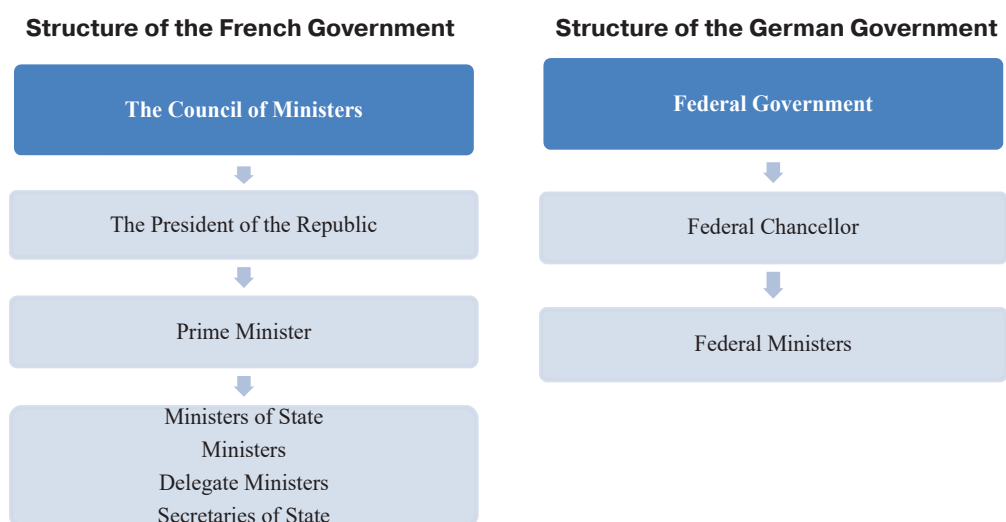 Structure of the French Government
The Council of Ministers
The President of the Republic
Prime Minister
Ministers of State
Ministers
Delegate Ministers
Secretaries of State
Structure of the German Government
Federal Government
Federal Chancellor
Federal Ministers